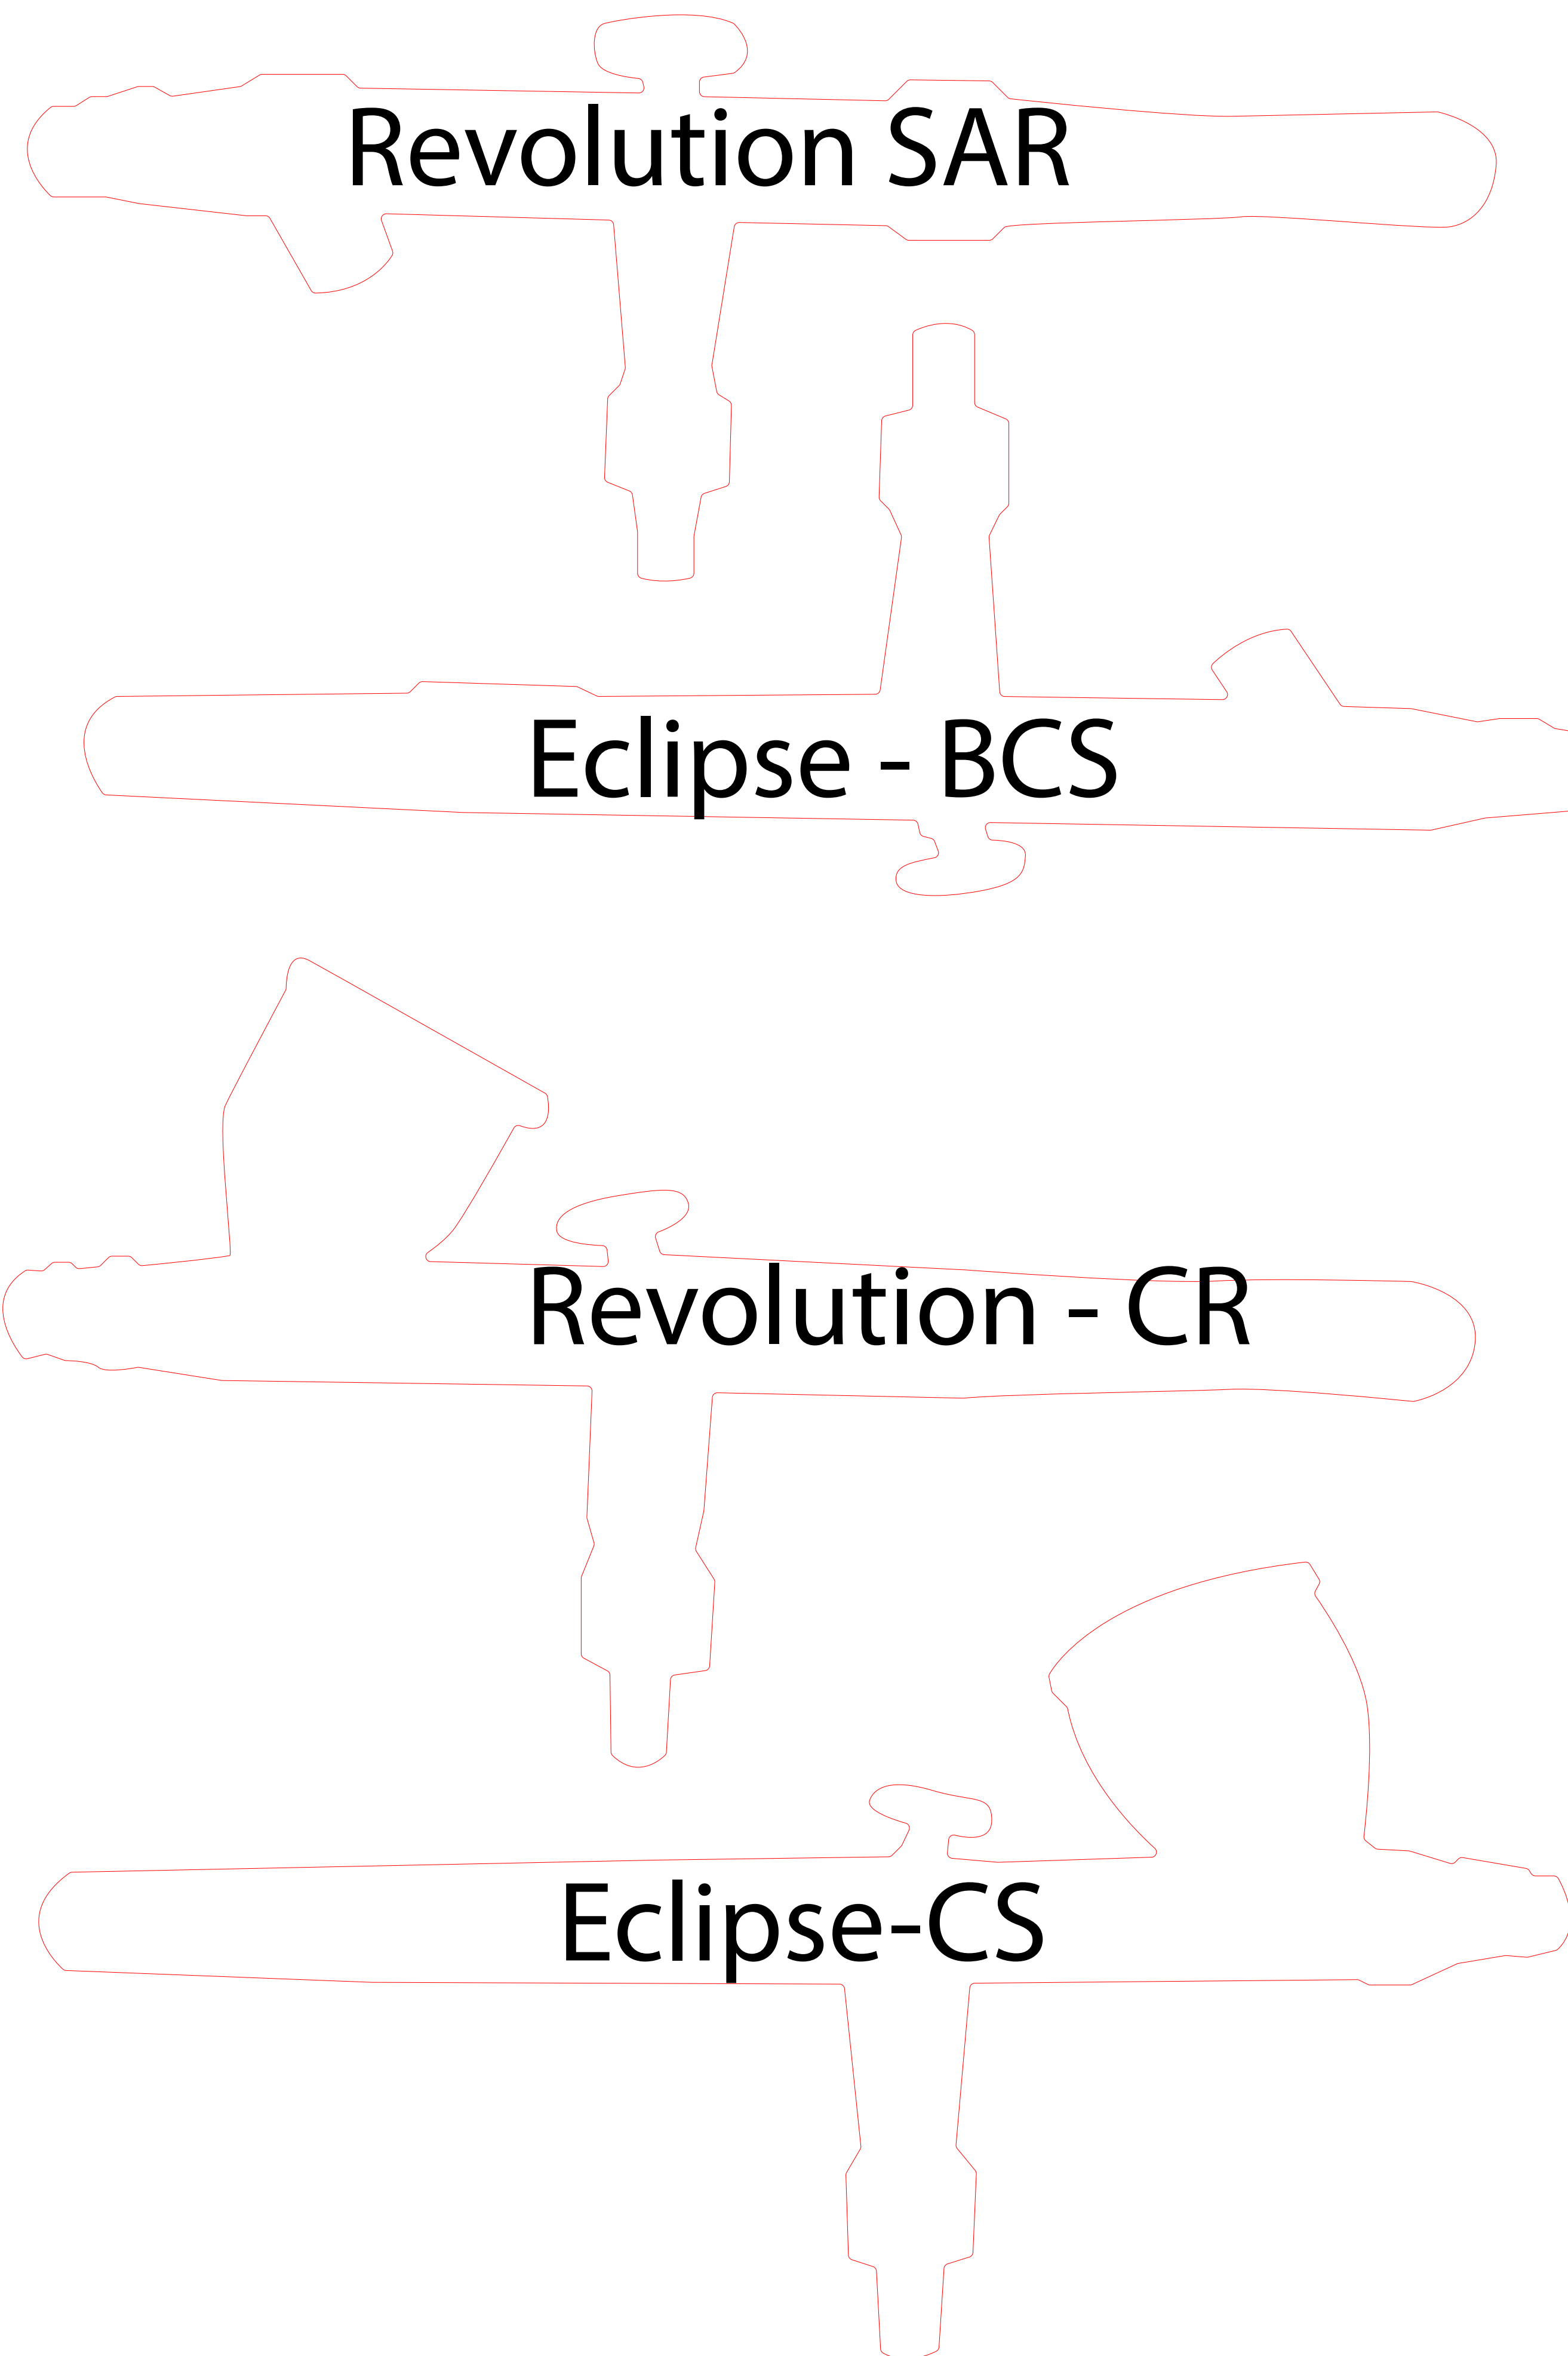 Revolution SAR
Eclipse - BCS
Revolution - CR
Eclipse-CS